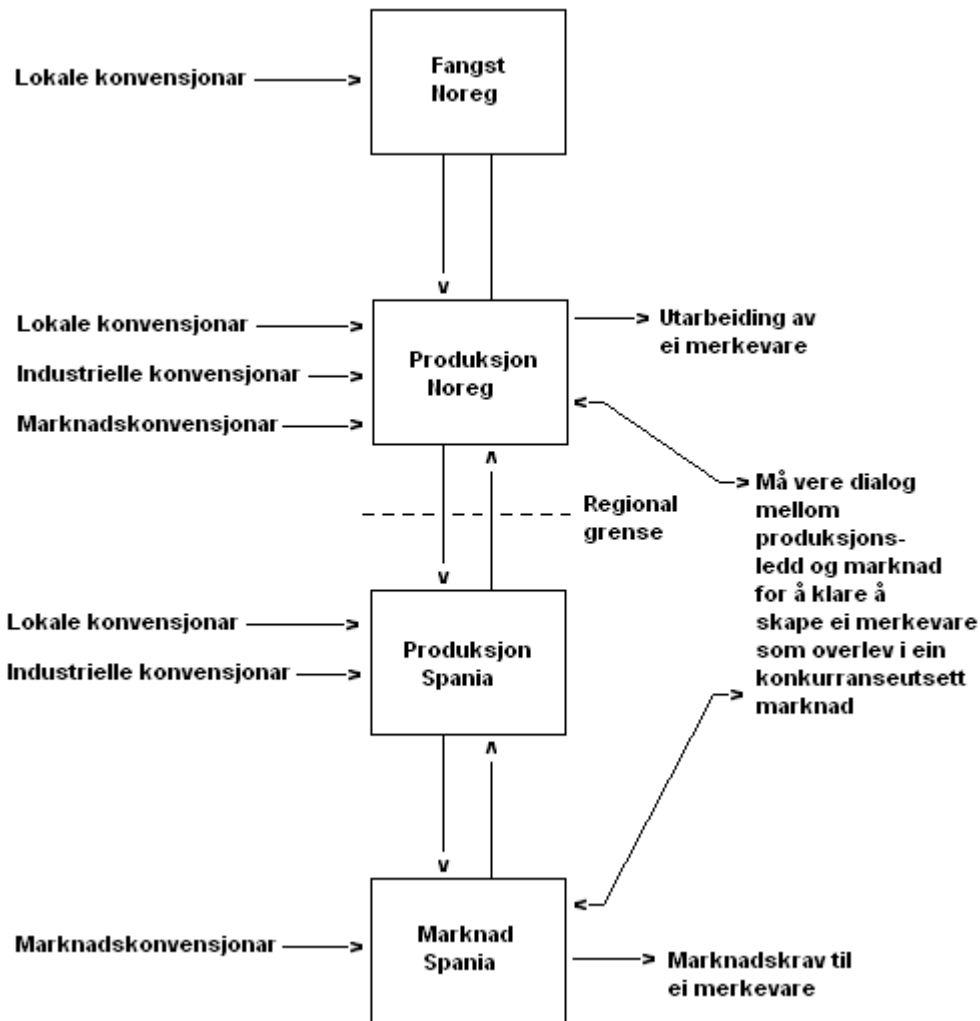 Fangst
Noreg
Lokale konvensjonar
Lokale konvensjonar
Industrielle konvensjonar
Marknadskonvensjonar
Produksjon
Noreg
Utarbeiding av
ei merkevare
Regional
grense
Må vere dialog
mellom
produksjons-
ledd og marknad
for å klare å
skape ei merkevare
som overlev i ein
konkurranseutsett
marknad
Lokale konvensjonar
Industrielle konvensjonar
Produksjon
Spania
Marknadskonvensjonar
Marknad
Spania
Marknadskrav til
ei merkevare